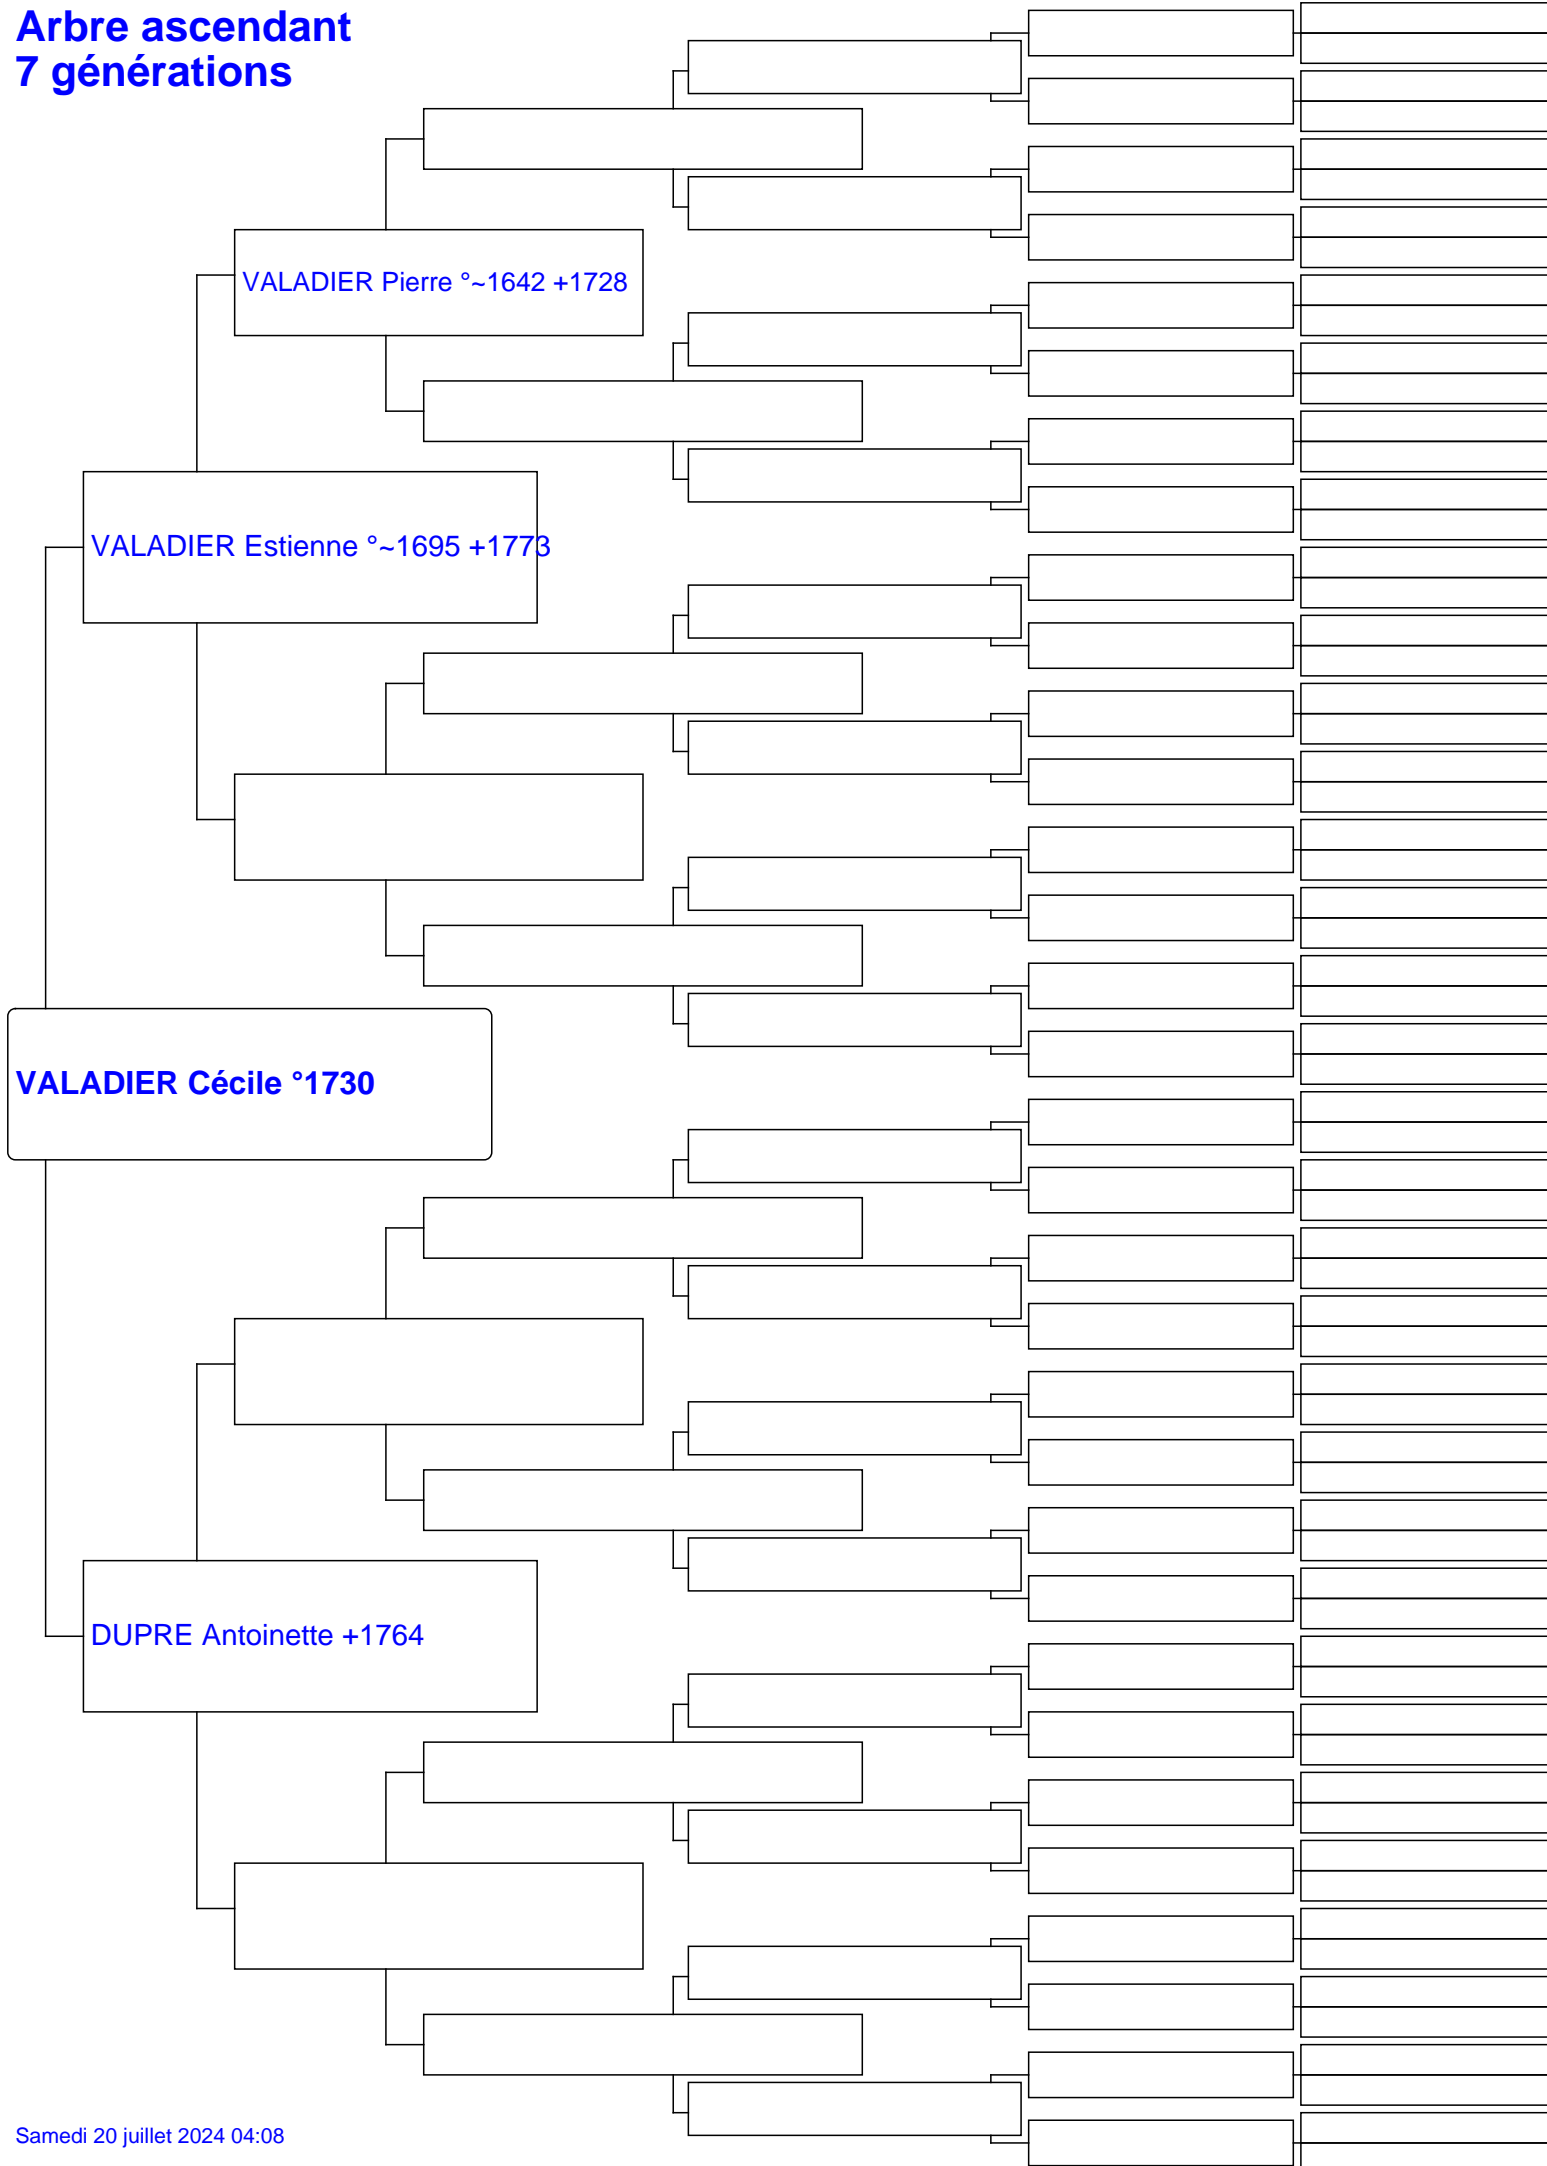 Arbre ascendant
7 générations
VALADIER Pierre °~1642 +1728
VALADIER Estienne °~1695 +1773
VALADIER Cécile °1730
DUPRE Antoinette +1764
Samedi 20 juillet 2024 04:08